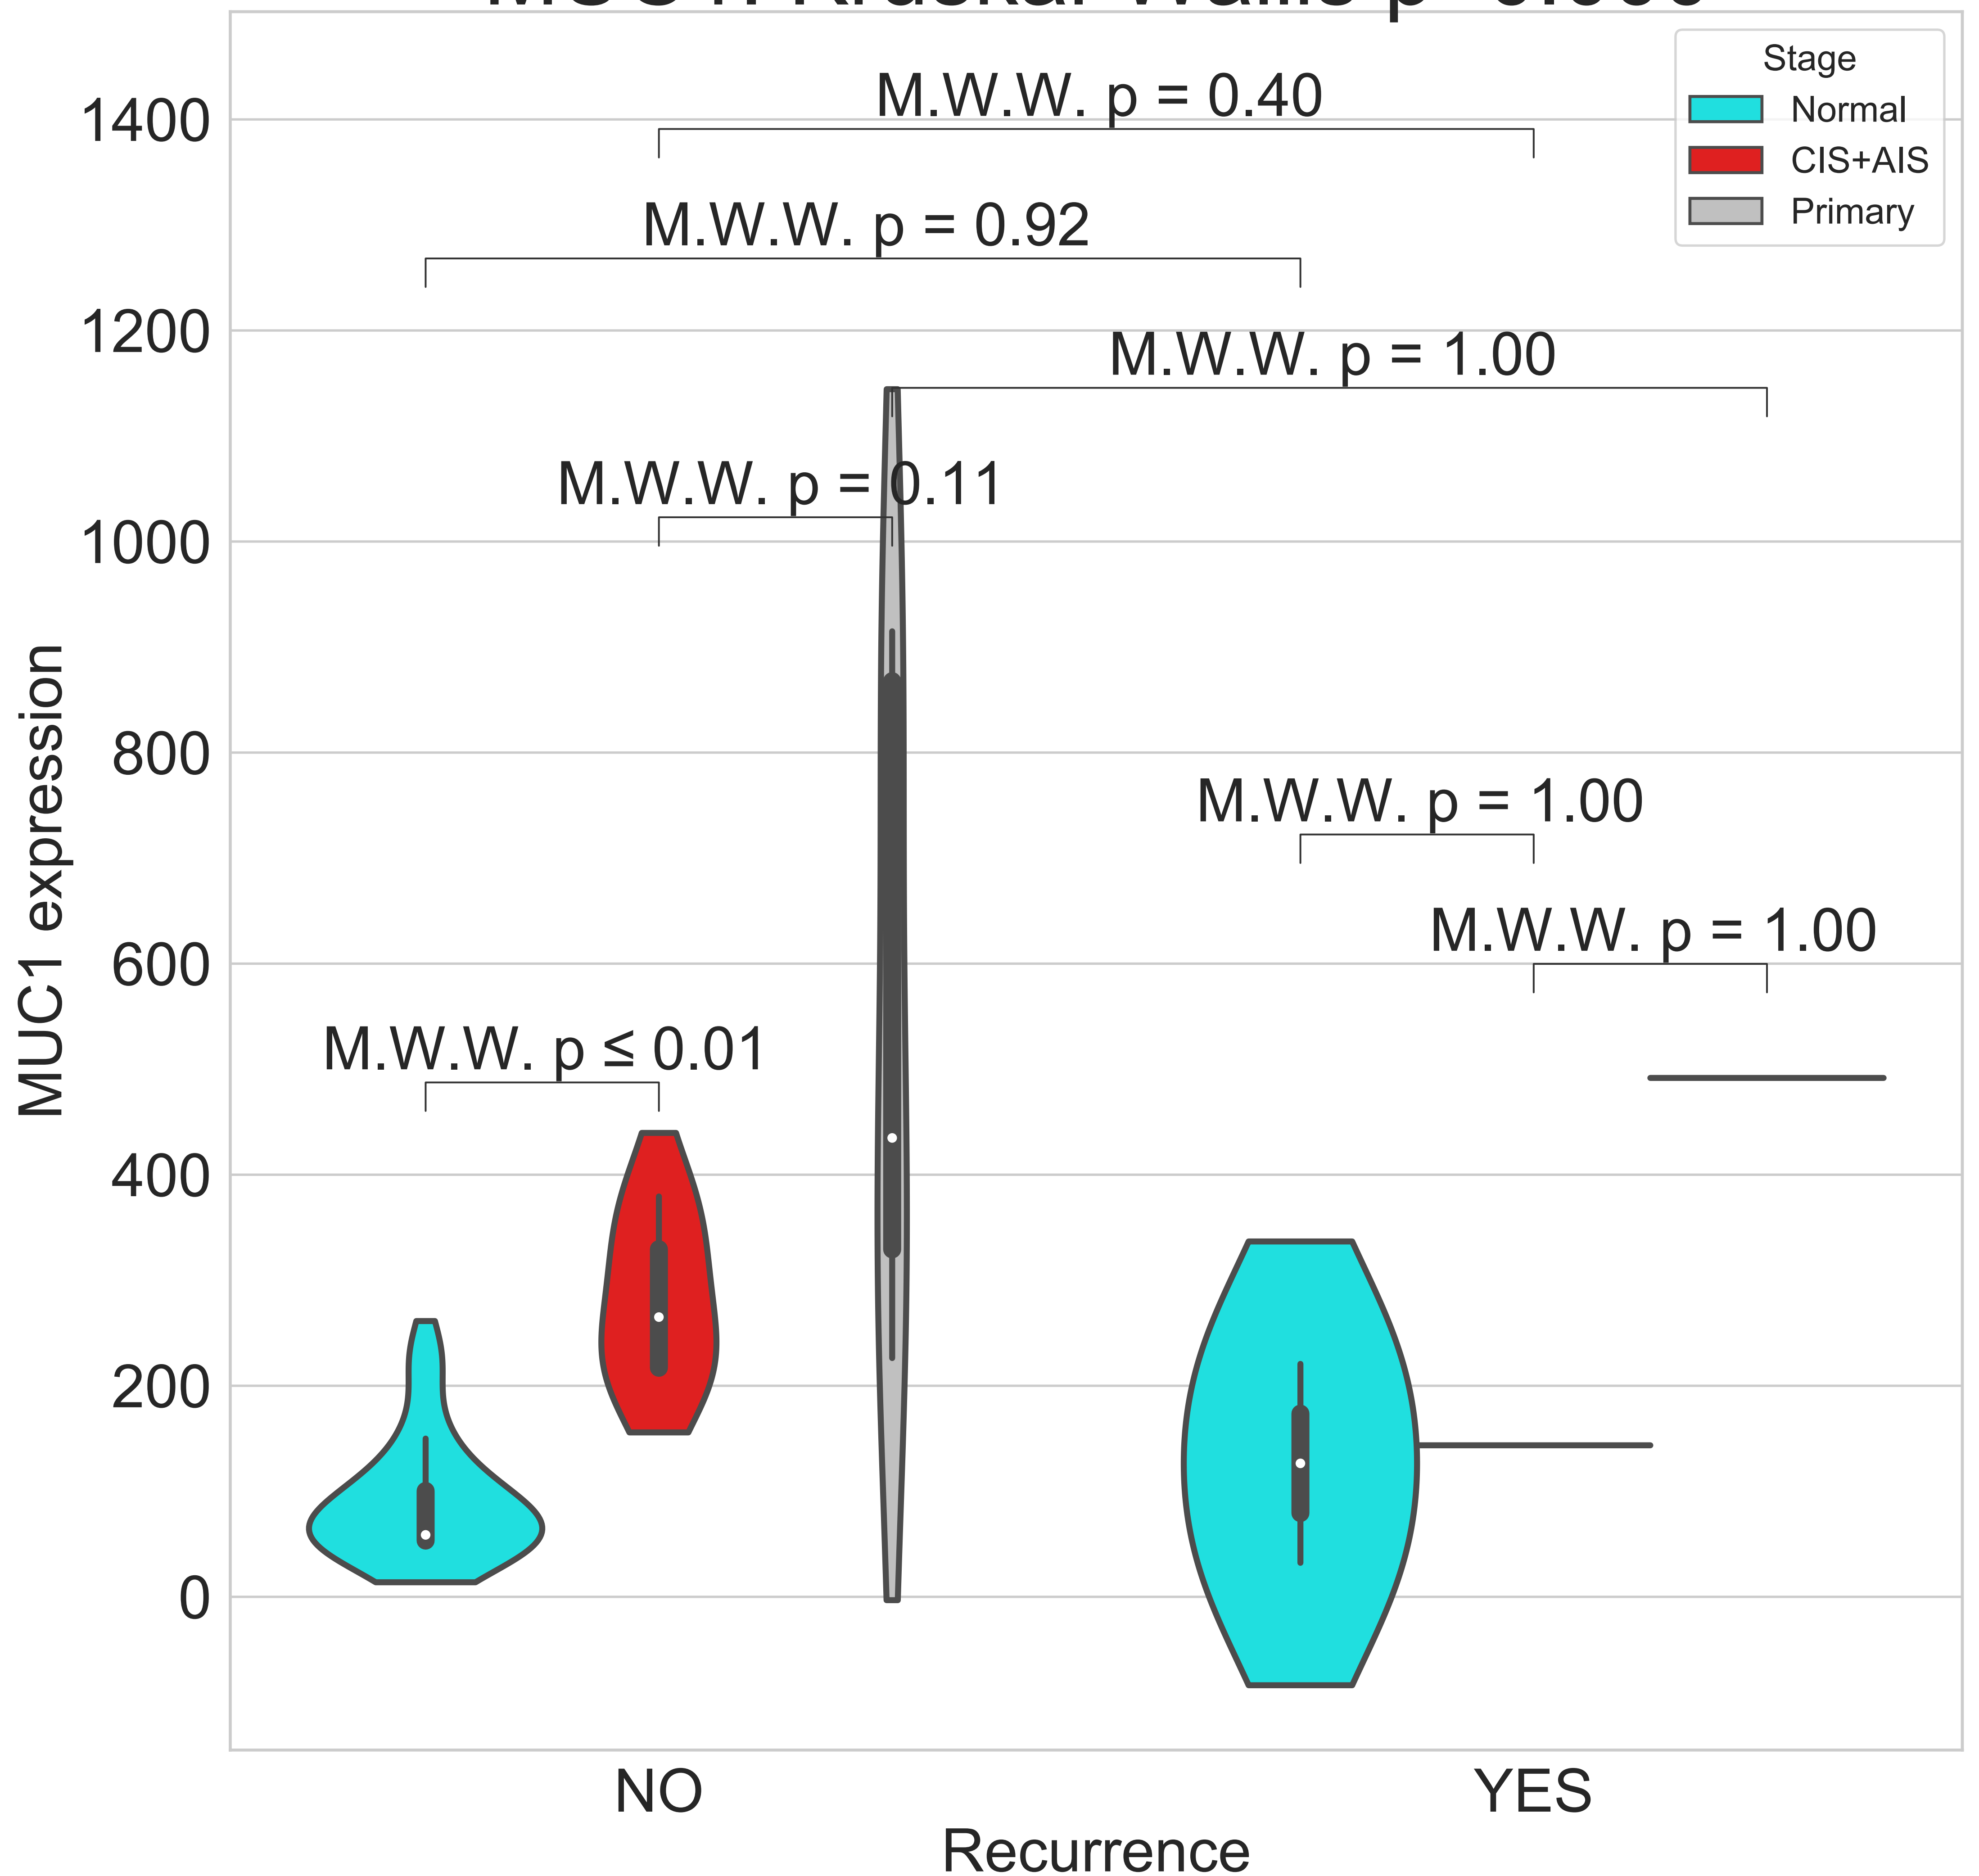 Stage
Normal
CIS+AIS
Primary
M.W.W. p = 0.40
M.W.W. p = 0.92
M.W.W. p = 1.00
M.W.W. p = 0.11
M.W.W. p = 1.00
M.W.W. p = 1.00
M.W.W. p ≤ 0.01
1400
1200
1000
800
600
400
200
0
MUC1 expression
NO
YES
Recurrence